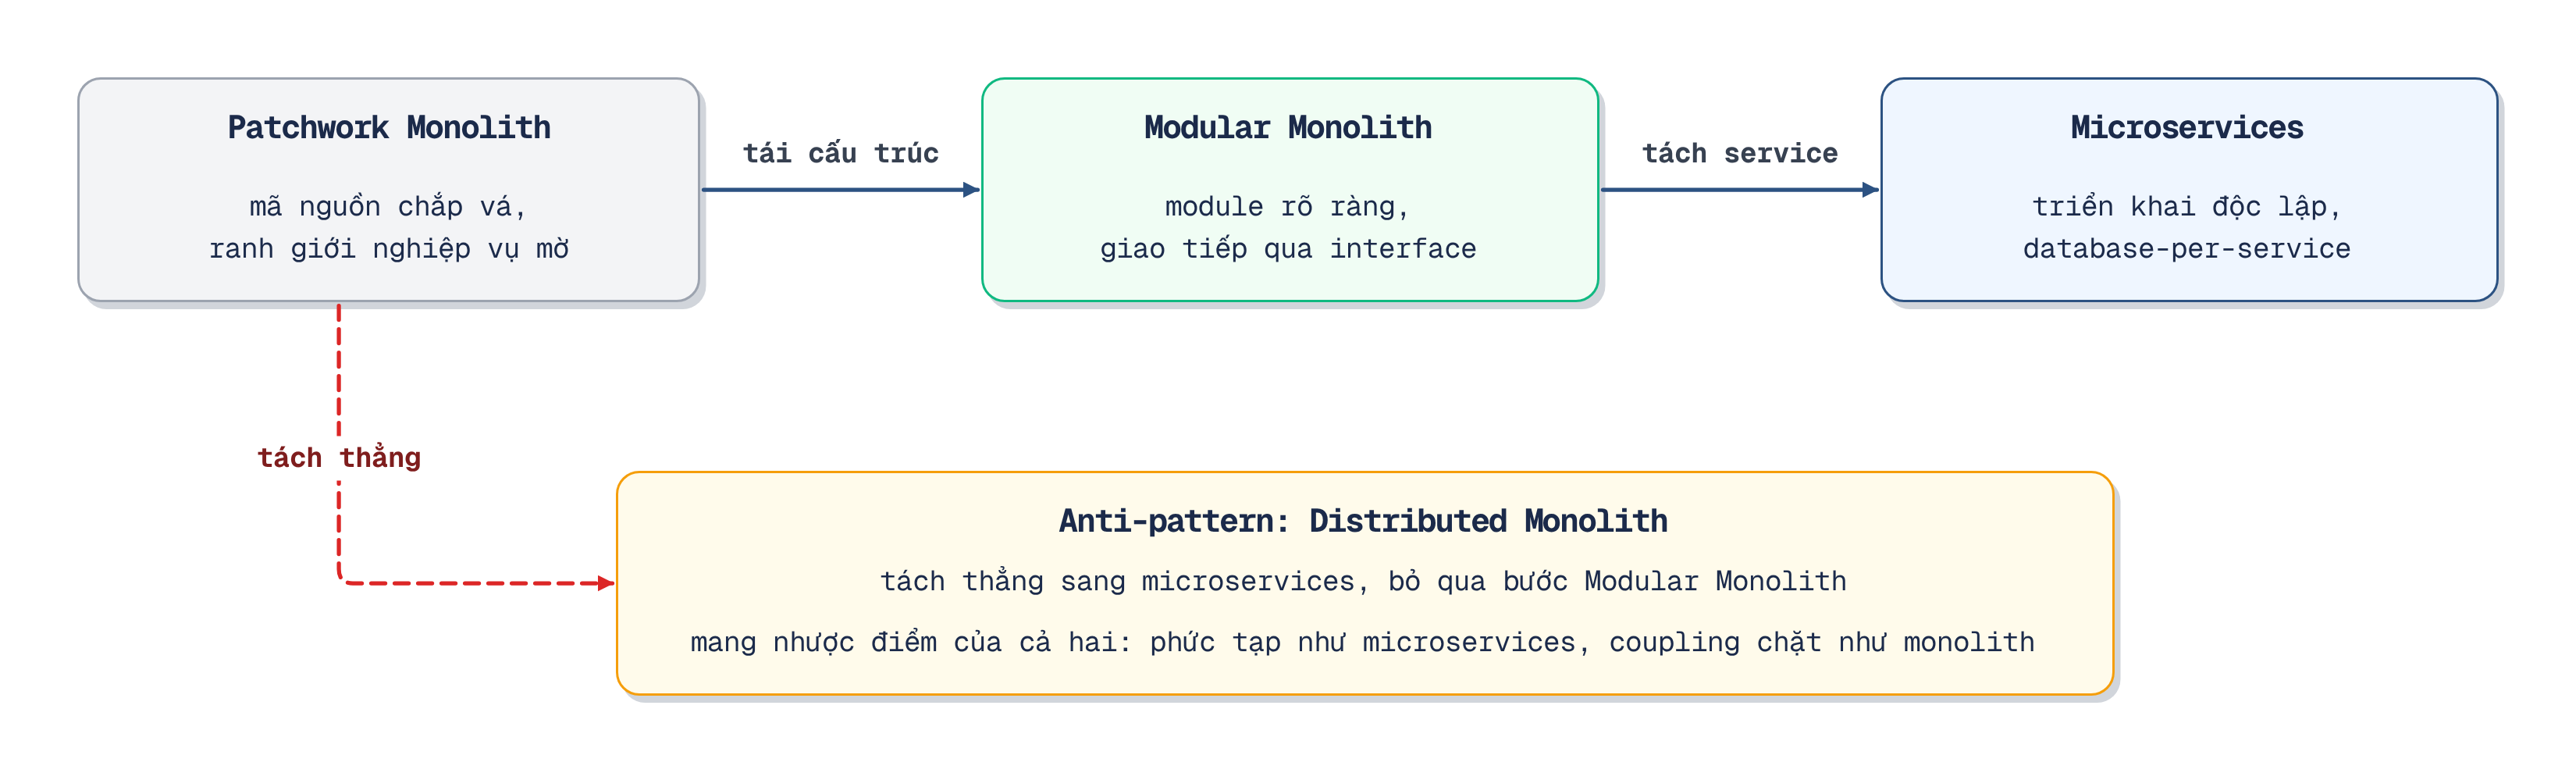 Patchwork Monolith
mã nguồn chắp vá,
ranh giới nghiệp vụ mờ
tái cấu trúc
Modular Monolith
module rõ ràng,
giao tiếp qua interface
tách service
Microservices
triển khai độc lập,
database-per-service
tách thẳng
Anti-pattern: Distributed Monolith
tách thẳng sang microservices, bỏ qua bước Modular Monolith
mang nhược điểm của cả hai: phức tạp như microservices, coupling chặt như monolith